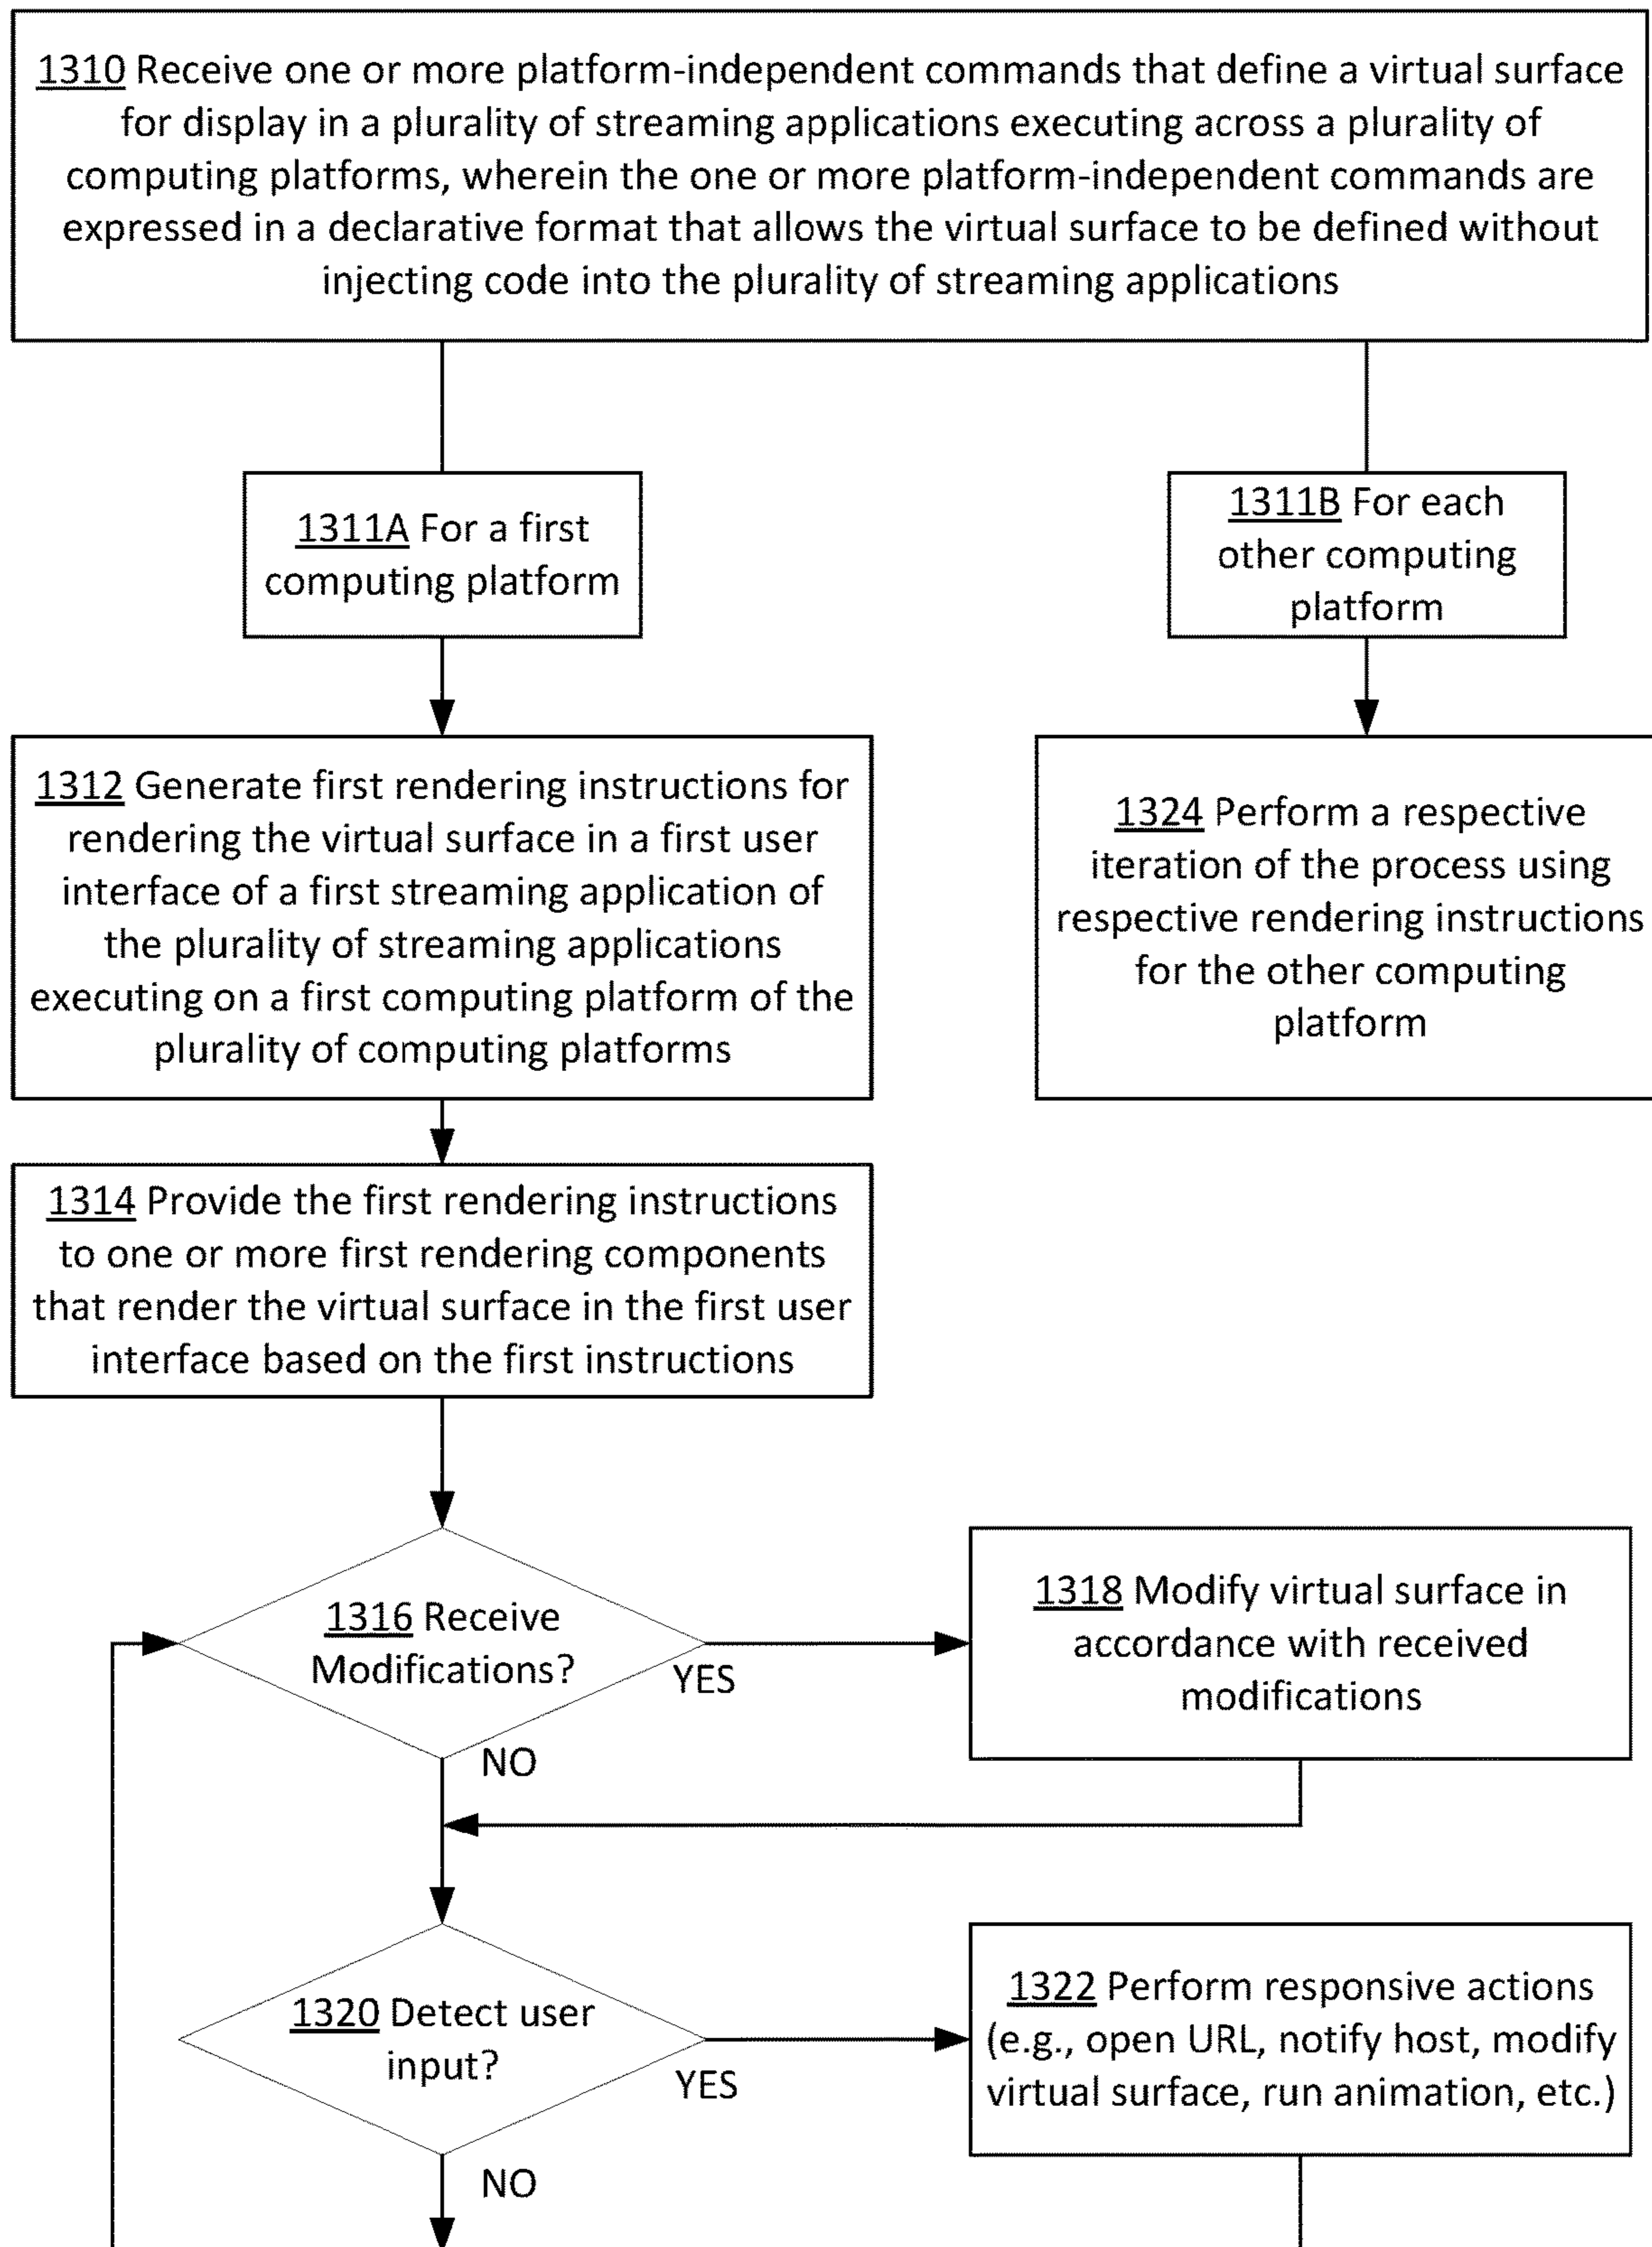 1310 Receive one or more platform-independent commands that define a virtual surface
for display in a plurality of streaming applications executing across a plurality of
computing platforms, wherein the one or more platform-independent commands are
expressed in a declarative format that allows the virtual surface to be defined without
injecting code into the plurality of streaming applications
1311A For a first
computing platform
1311B For each
other computing
platform
1312 Generate first rendering instructions for
rendering the virtual surface in a first user
interface of a first streaming application of
the plurality of streaming applications
executing on a first computing platform of the
plurality of computing platforms
1324 Perform a respective
iteration of the process using
respective rendering instructions
for the other computing
platform
1314 Provide the first rendering instructions
to one or more first rendering components
that render the virtual surface in the first user
interface based on the first instructions
1316 Receive
Modifications?
YES
NO
1318 Modify virtual surface in
accordance with received
modifications
1320 Detect user
input?
YES
NO
1322 Perform responsive actions
(e.g., open URL, notify host, modify
virtual surface, run animation, etc.)